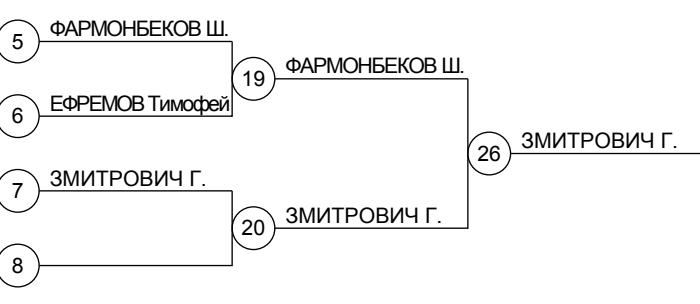 5 ФАРМОНБЕКОВ Ш.
19 ФАРМОНБЕКОВ Ш.
6 ЕФРЕМОВ Тимофей
26 ЗМИТРОВИЧ Г.
7 ЗМИТРОВИЧ Г.
20 ЗМИТРОВИЧ Г.
8